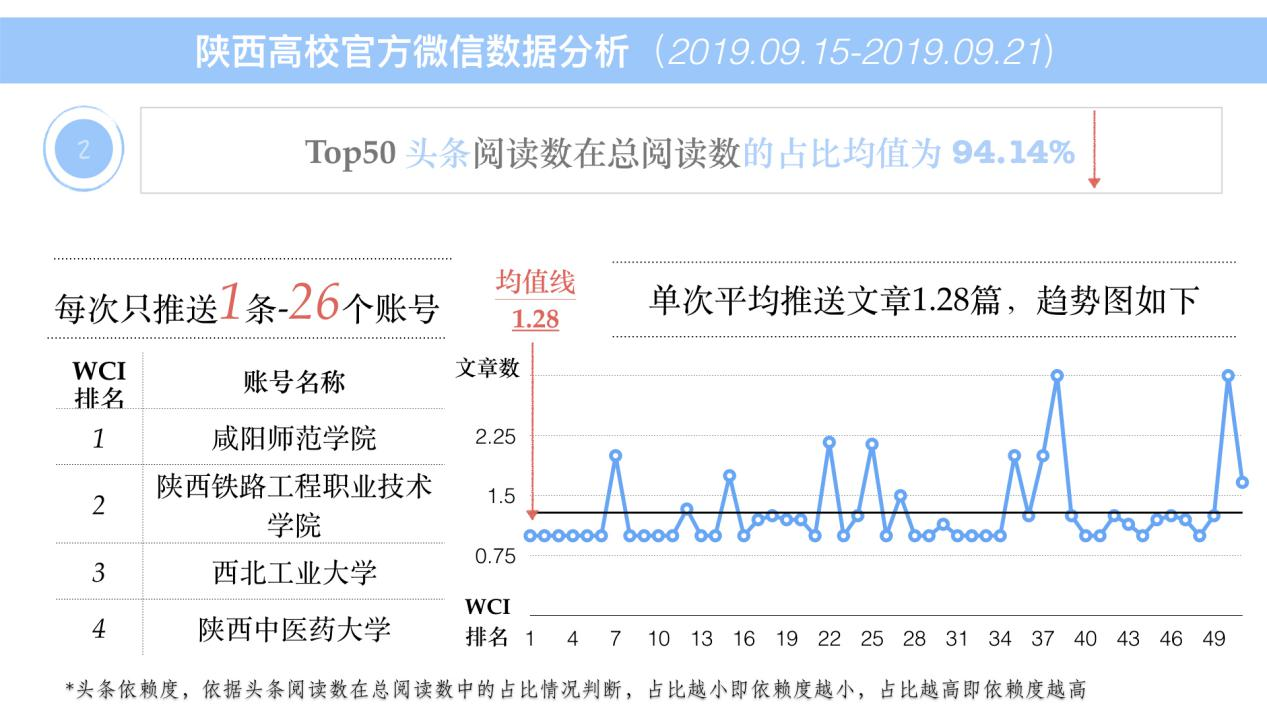 陕西高校官方微信数据分析（2019.09.15-2019.09.21）
2
Top50 头条阅读数在总阅读数的占比均值为 94.14%
每次只推送1条-26个账号
WCI
排名
账号名称
1
咸阳师范学院
2
陕西铁路工程职业技术
学院
3
西北工业大学
4
陕西中医药大学
均值线
1.28
单次平均推送文章1.28篇，趋势图如下
文章数
2.25
1.5
0.75
WCI
排名
1 4 7 10 13 16 19 22 25 28 31 34 37 40 43 46 49
*头条依赖度，依据头条阅读数在总阅读数中的占比情况判断，占比越小即依赖度越小，占比越高即依赖度越高